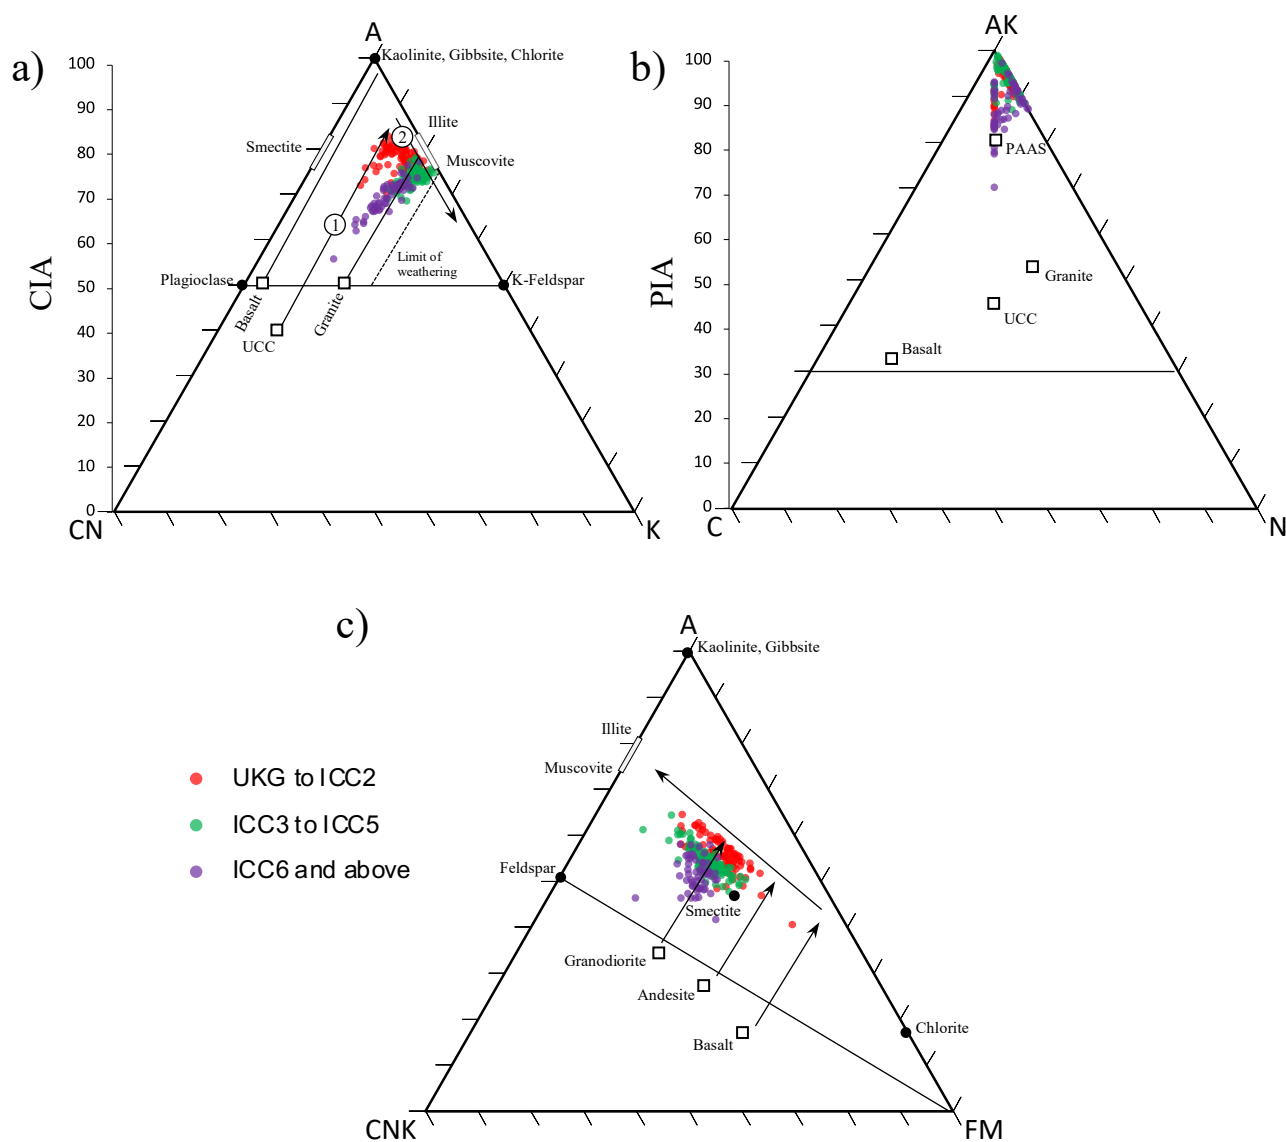 a)
A
Kaolinite, Gibbsite, Chlorite
100
90
80
70
60
50
40
30
20
10
0
CIA
Smectite
Illite
Muscovite
2
1
Limit of
weathering
Plagioclase
K-Feldspar
Basalt
Granite
UCC
CN
K
b)
AK
100
90
80
70
60
50
40
30
20
10
0
PIA
PAAS
Granite
UCC
Basalt
C
N
c)
A
Kaolinite, Gibbsite
Illite
Muscovite
Feldspar
Smectite
Granodiorite
Andesite
Basalt
Chlorite
CNK
FM
UKG to ICC2
ICC3 to ICC5
ICC6 and above